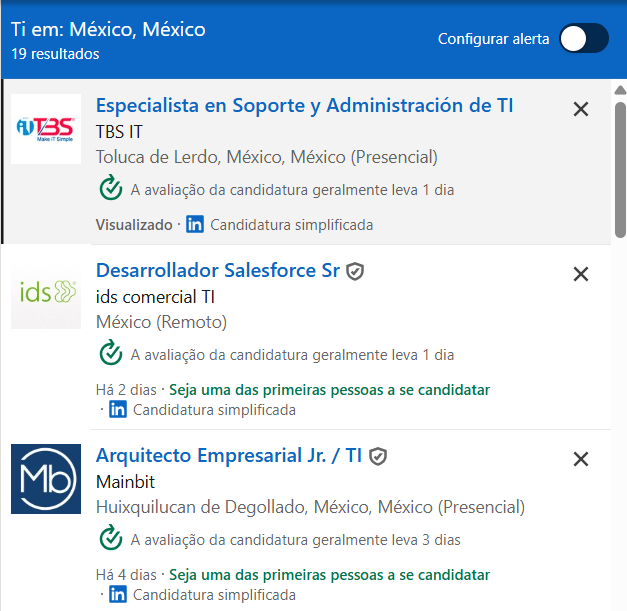 Ti em: México, México
19 resultados
Configurar alerta
TBS
Make IT Simple
Especialista en Soporte y Administración de TI
TBS IT
Toluca de Lerdo, México, México (Presencial)
A avaliação da candidatura geralmente leva 1 dia
Visualizado · in Candidatura simplificada
ids
Desarrollador Salesforce Sr
ids comercial TI
México (Remoto)
A avaliação da candidatura geralmente leva 1 dia
Há 2 dias · Seja uma das primeiras pessoas a se candidatar
· in Candidatura simplificada
Mb
Arquitecto Empresarial Jr. / TI
Mainbit
Huixquilucan de Degollado, México, México (Presencial)
A avaliação da candidatura geralmente leva 3 dias
Há 4 dias · Seja uma das primeiras pessoas a se candidatar
· in Candidatura simplificada